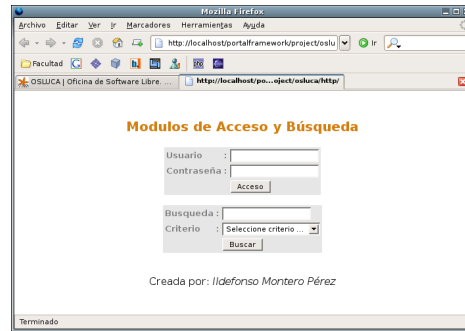 Mozilla Firefox
Archivo Editar Ver Ir Marcadores Herramientas Ayuda
http://localhost/portalframework/project/oslu Ir
Facultad
OSLUCA | Oficina de Software Libre. ... http://localhost/po...oject/osluca/http/
Modulos de Acceso y Búsqueda
Usuario :
Contraseña :
Acceso
Busqueda :
Criterio : Seleccione criterio ...
Buscar
Creada por: Ildefonso Montero Pérez
Terminado